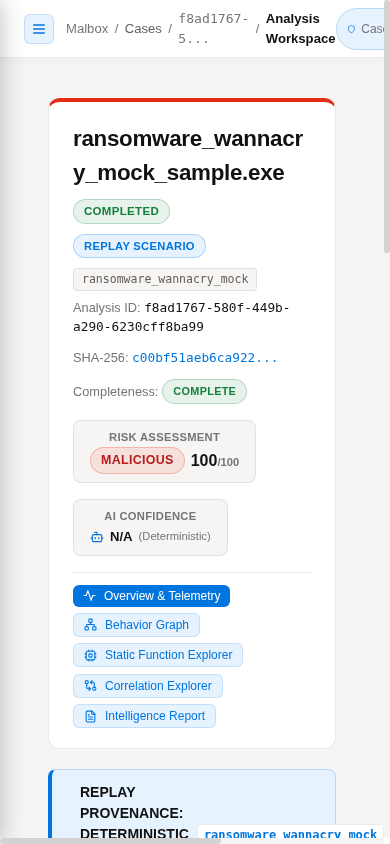 Malbox / Cases / f8ad1767-5... / Analysis Workspace
Case
ransomware_wannacr
y_mock_sample.exe
COMPLETED
REPLAY SCENARIO
ransomware_wannacry_mock
Analysis ID: f8ad1767-580f-449b-
a290-6230cff8ba99
SHA-256: c00bf51aeb6ca922...
Completeness: COMPLETE
RISK ASSESSMENT
MALICIOUS 100/100
AI CONFIDENCE
N/A (Deterministic)
Overview & Telemetry
Behavior Graph
Static Function Explorer
Correlation Explorer
Intelligence Report
REPLAY
PROVENANCE:
DETERMINISTIC ransomware_wannacry_mock